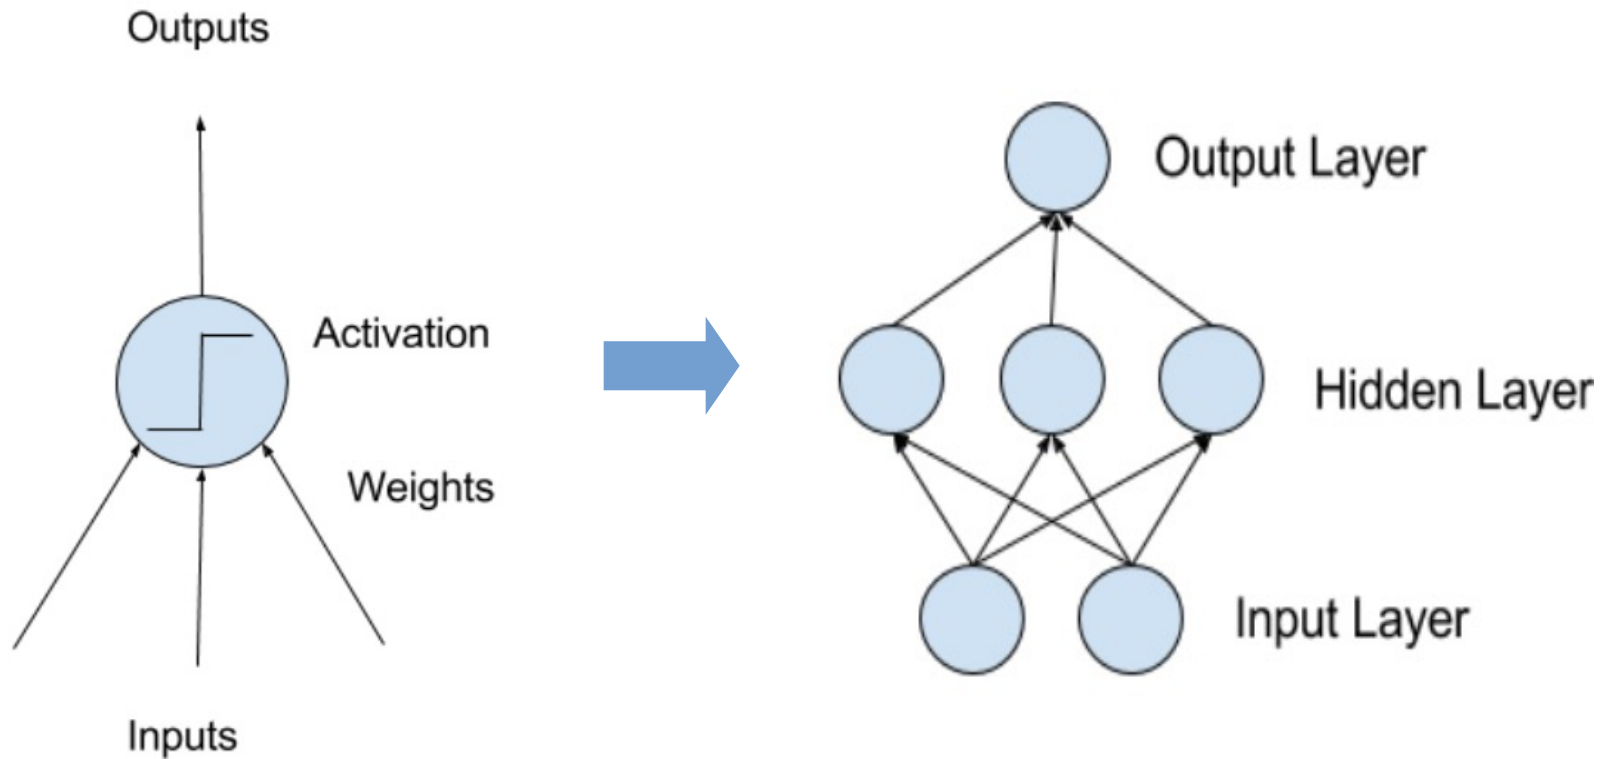 Outputs
Activation
Weights
Inputs
Output Layer
Hidden Layer
Input Layer